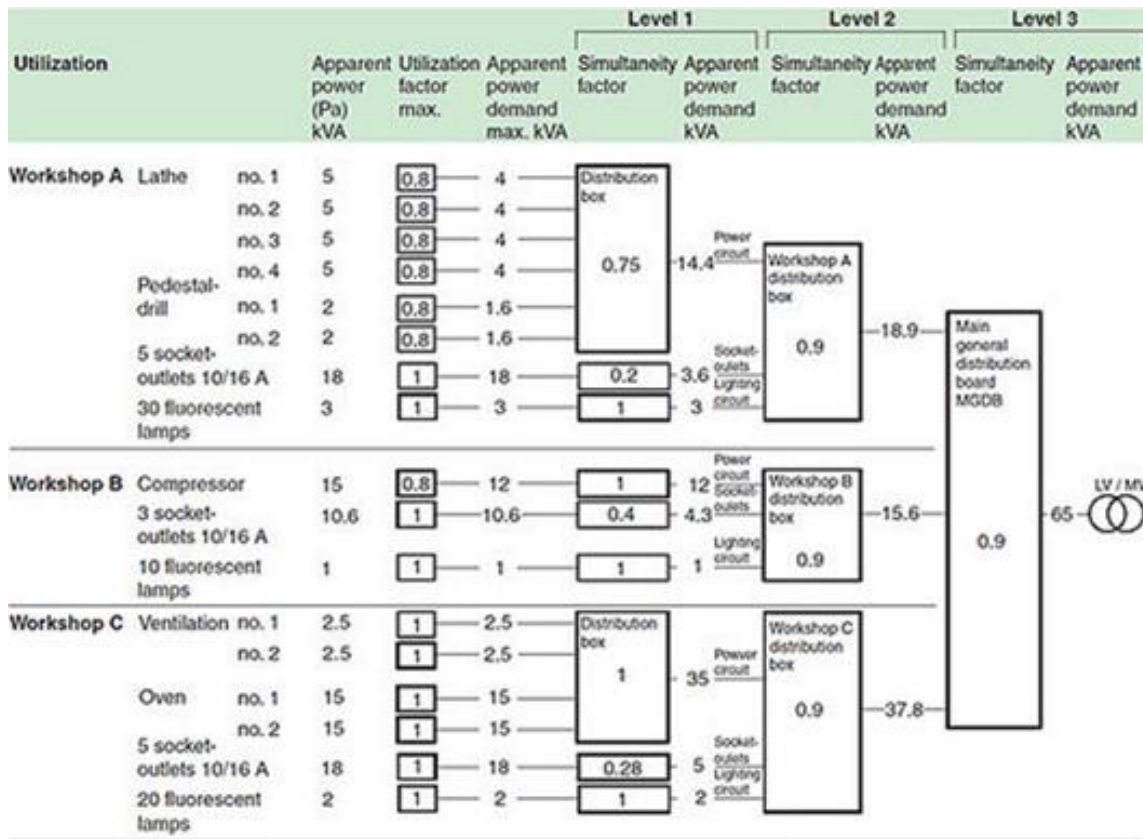 Level 1 Level 2 Level 3
Utilization Apparent Utilization Apparent Simultaneity Apparent Simultaneity Apparent Simultaneity Apparent
power factor power factor power factor power factor power
(Pa) max. demand demand demand demand
kVA max. kVA kVA kVA kVA
Workshop A Lathe no. 1 5 0.8 4 Distribution
box
no. 2 5 0.8 4
no. 3 5 0.8 4 Power
circuit
no. 4 5 0.8 4 0.75 14.4 Workshop A
distribution
box
Pedestal-
drill no. 1 2 0.8 1.6
no. 2 2 0.8 1.6 0.9 18.9 Main
general
distribution
board
MGDB
5 socket- Socket-
outlets 10/16 A 18 1 18 0.2 3.6 outlets
Lighting
30 fluorescent 3 1 3 1 3 circuit
lamps
Workshop B Compressor 15 0.8 12 1 12 Power
circuit
Workshop B
distribution
box
3 socket- 10.6 1 10.6 0.4 4.3 Socket-
outlets
15.6 65 LV / MV
outlets 10/16 A 0.9
10 fluorescent 1 1 1 1 1 Lighting
circuit
0.9
lamps
Workshop C Ventilation no. 1 2.5 1 2.5 Distribution
box
Workshop C
distribution
box
no. 2 2.5 1 2.5 1 35 Power
circuit
Oven no. 1 15 1 15 0.9 37.8
no. 2 15 1 15
5 socket- Socket-
outlets 10/16 A 18 1 18 0.28 5 outlets
Lighting
20 fluorescent 2 1 2 1 2 circuit
lamps